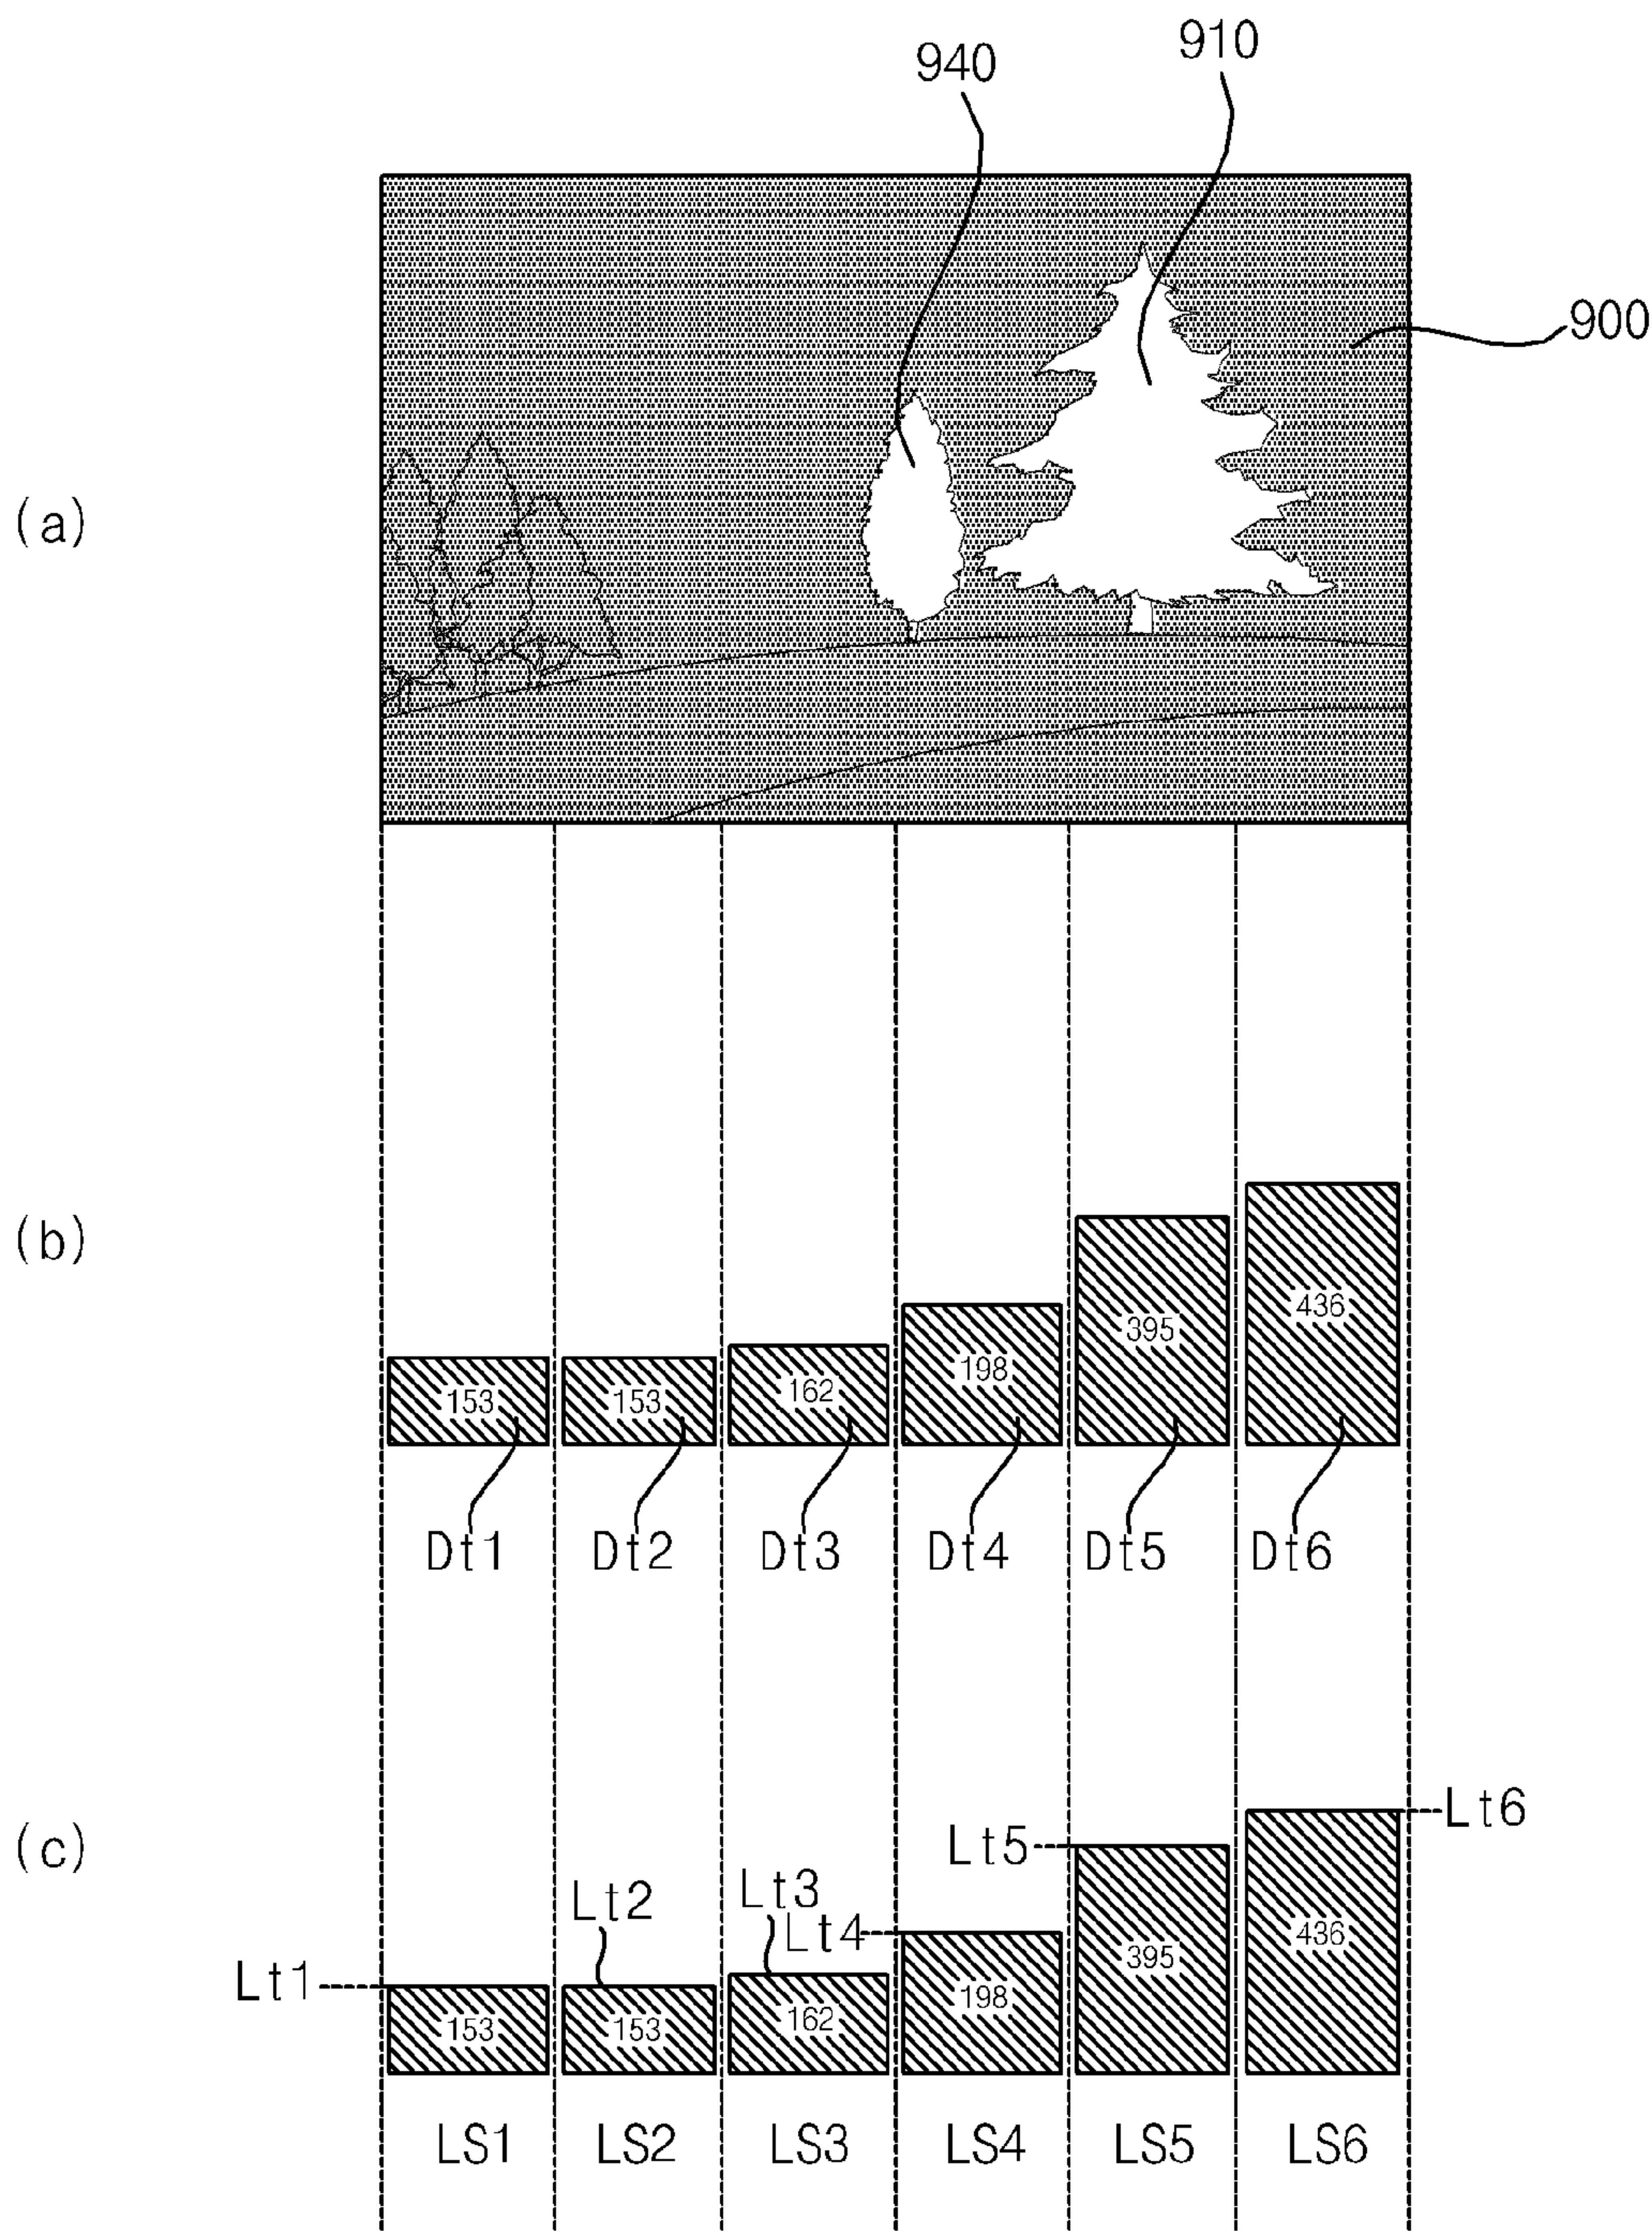 940 910
900
(a)
(b)
153 153 162 198 395 436
Dt1 Dt2 Dt3 Dt4 Dt5 Dt6
(c)
Lt1 Lt2 Lt3 Lt4 Lt5 Lt6
153 153 162 198 395 436
LS1 LS2 LS3 LS4 LS5 LS6